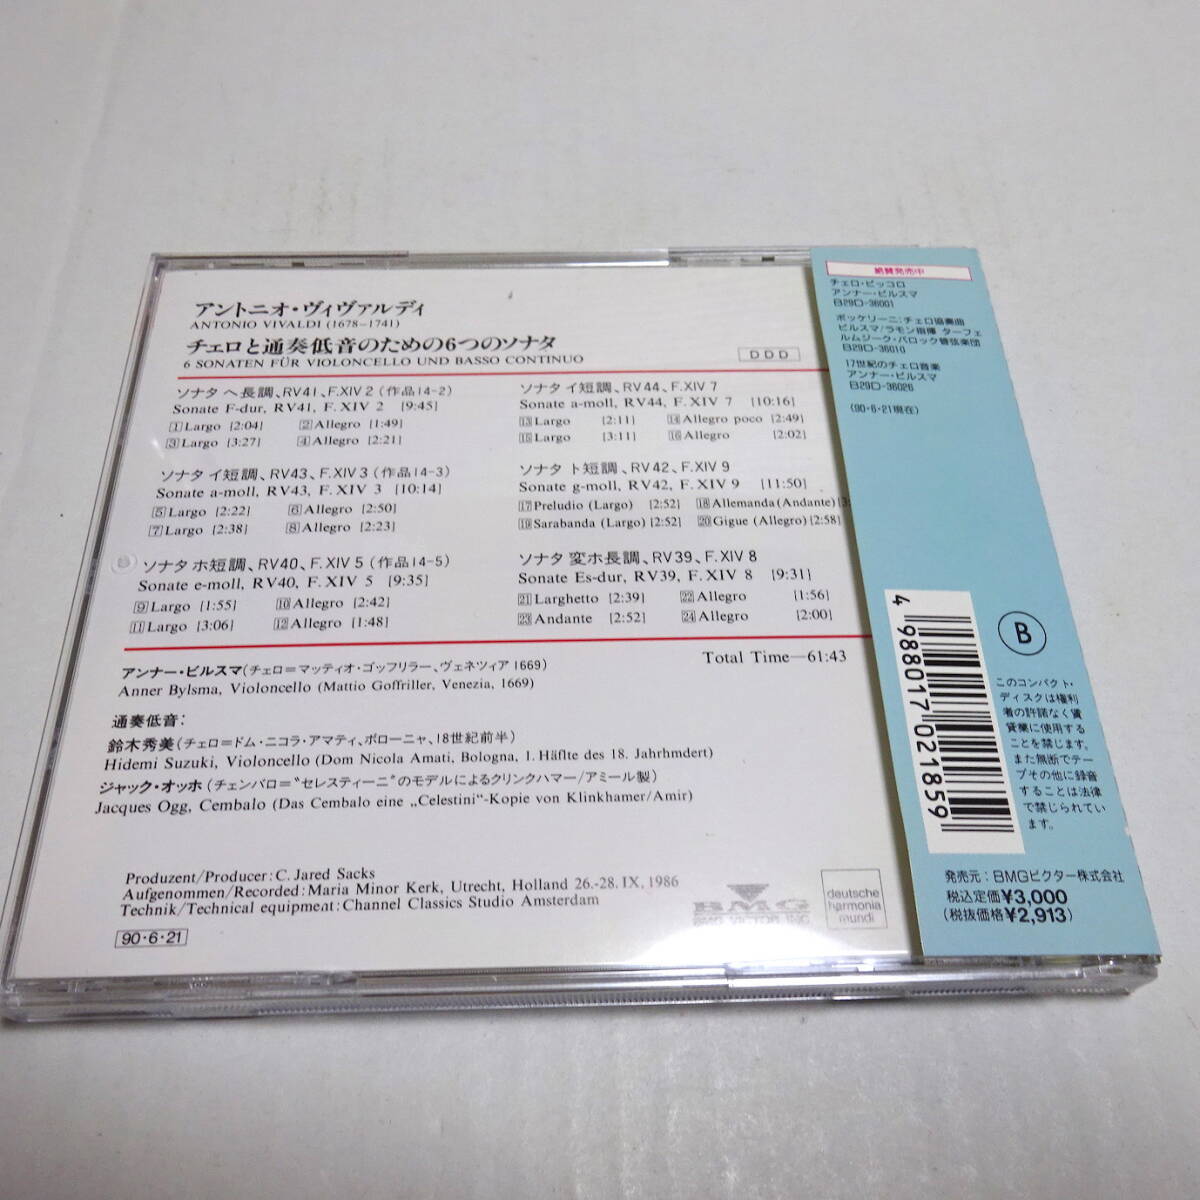 アントニオ・ヴィヴァルディ
ANTONIO VIVALDI (1678-1741)
チェロと通奏低音のための6つのソナタ
6 SONATEN FÜR VIOLONCELLO UND BASSO CONTINUO
DDD
ソナタ ヘ長調、RV41、F.XIV 2 (作品14-2)
Sonate F-dur, RV41, F. XIV 2 [9:45]
1 Largo [2:04] 2 Allegro [1:49]
3 Largo [3:27] 4 Allegro [2:21]
ソナタ イ短調、RV43、F.XIV 3 (作品14-3)
Sonate a-moll, RV43, F. XIV 3 [10:14]
5 Largo [2:22] 6 Allegro [2:50]
7 Largo [2:38] 8 Allegro [2:23]
ソナタ ホ短調、RV40、F.XIV 5 (作品14-5)
Sonate e-moll, RV40, F. XIV 5 [9:35]
9 Largo [1:55] 10 Allegro [2:42]
11 Largo [3:06] 12 Allegro [1:48]
ソナタ イ短調、RV44、F.XIV 7
Sonate a-moll, RV44, F. XIV 7 [10:16]
13 Largo [2:11] 14 Allegro poco [2:49]
15 Largo [3:11] 16 Allegro [2:02]
ソナタ ト短調、RV42、F.XIV 9
Sonate g-moll, RV42, F. XIV 9 [11:50]
17 Preludio (Largo) [2:52] 18 Allemanda (Andante) [3:
19 Sarabanda (Largo) [2:52] 20 Gigue (Allegro) [2:58]
ソナタ 変ホ長調、RV39、F.XIV 8
Sonate Es-dur, RV39, F. XIV 8 [9:31]
21 Larghetto [2:39] 22 Allegro [1:56]
23 Andante [2:52] 24 Allegro [2:00]
Total Time—61:43
アンナー・ビルスマ(チェロ=マッティオ・ゴッフリラー、ヴェネツィア 1669)
Anner Bylsma, Violoncello (Mattio Goffriller, Venezia, 1669)
通奏低音:
鈴木秀美(チェロ=ドム・ニコラ・アマティ、ボローニャ、18世紀前半)
Hidemi Suzuki, Violoncello (Dom Nicola Amati, Bologna, 1. Häflte des 18. Jahrhmdert)
ジャック・オッホ(チェンバロ="セレスティーニ"のモデルによるクリンクハマー/アミール製)
Jacques Ogg, Cembalo (Das Cembalo eine „Celestini“-Kopie von Klinkhamer/Amir)
Produzent/Producer: C. Jared Sacks
Aufgenommen/Recorded: Maria Minor Kerk, Utrecht, Holland 26.-28. IX, 1986
Technik/Technical equipment: Channel Classics Studio Amsterdam
90・6・21
BMG
BMG VICTOR INC.
deutsche
harmonia
mundi
絶賛発売中
チェロ・ピッコロ
アンナー・ビルスマ
B29D-36001
ボッケリーニ:チェロ協奏曲
ビルスマ/ラモン指揮 ターフェ
ルムジーク・バロック管弦楽団
B29D-36010
17世紀のチェロ音楽
アンナー・ビルスマ
B29D-36026
(90・6・21現在)
4 988017 021859
B
このコンパクト・
ディスクは権利
者の許諾なく賃
貸業に使用する
ことを禁じます。
また無断でテー
プその他に録音
することは法律
で禁じられてい
ます。
発売元:BMGビクター株式会社
税込定価¥3,000
(税抜価格¥2,913)